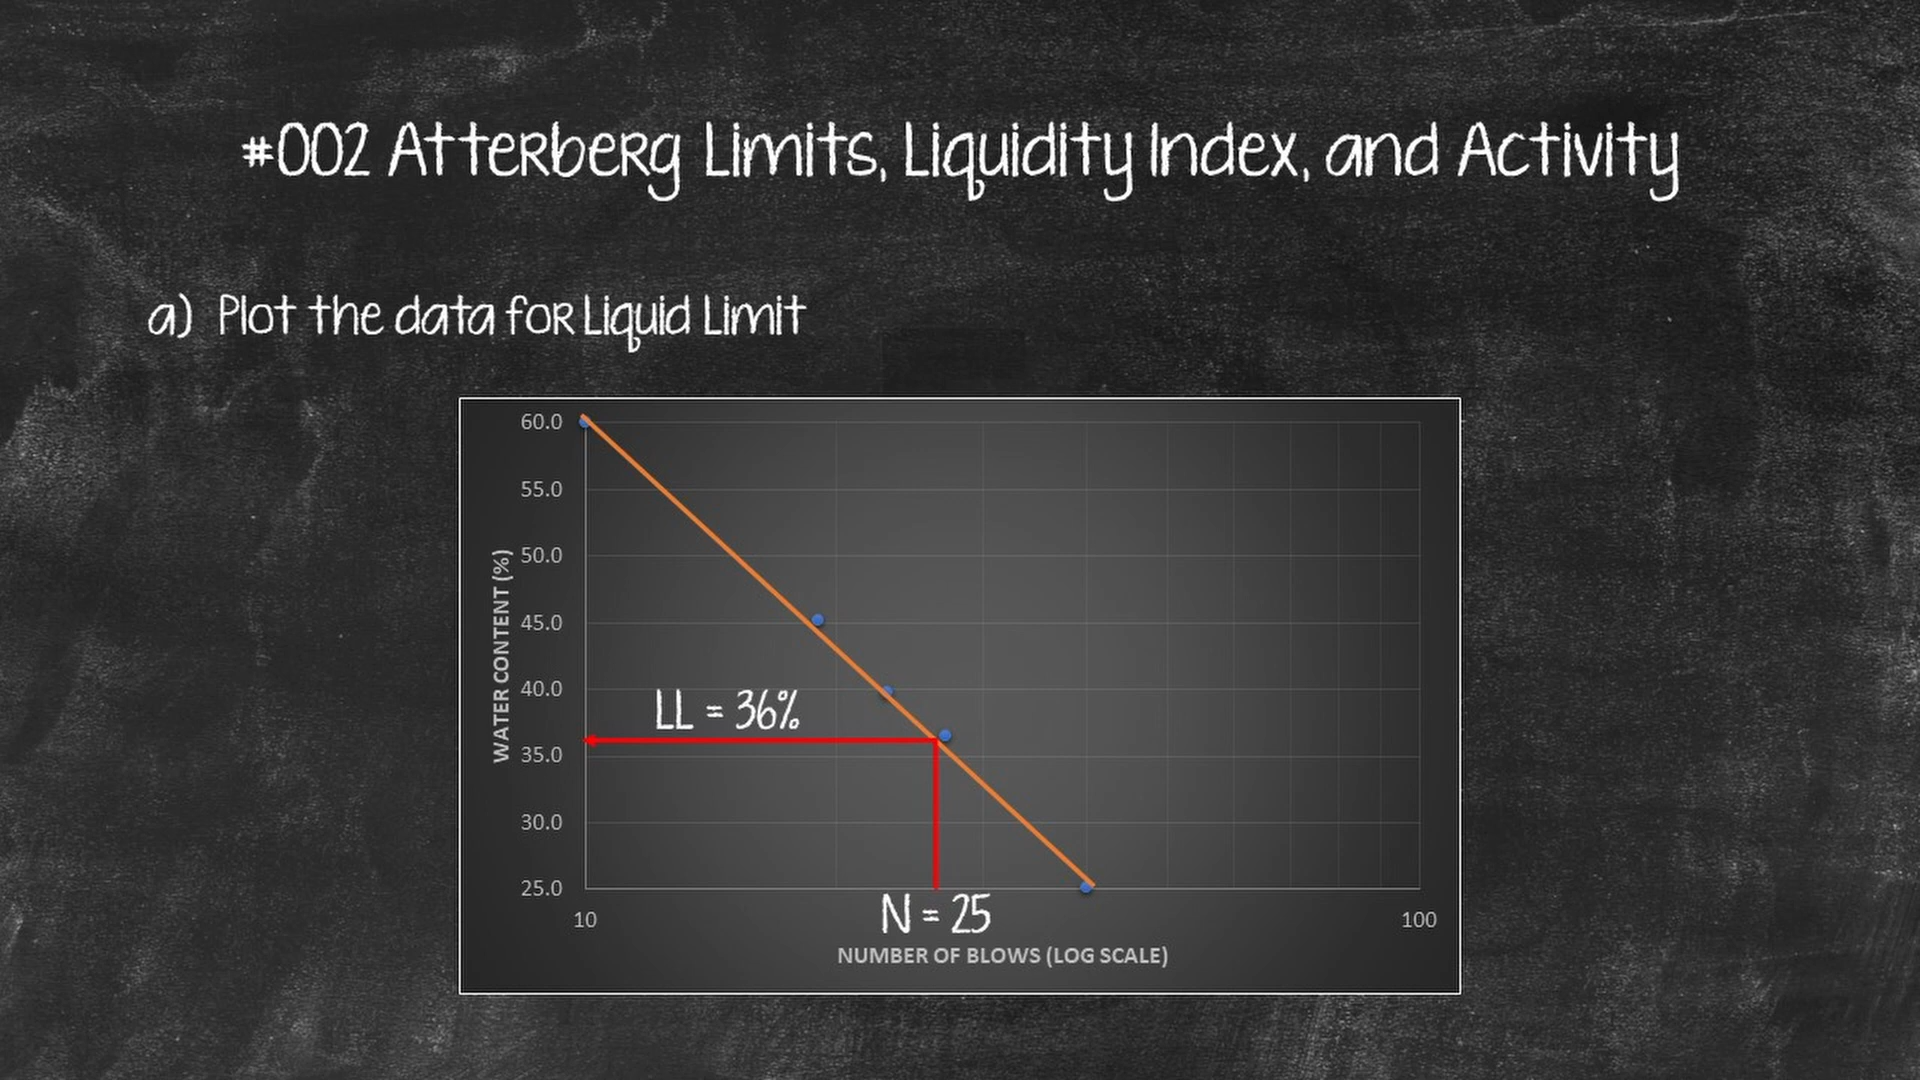 #002 Atterberg Limits, Liquidity Index, and Activity
a) Plot the data for Liquid Limit
60.0
55.0
50.0
45.0
40.0
35.0
30.0
25.0
WATER CONTENT (%)
LL = 36%
N = 25
10
100
NUMBER OF BLOWS (LOG SCALE)